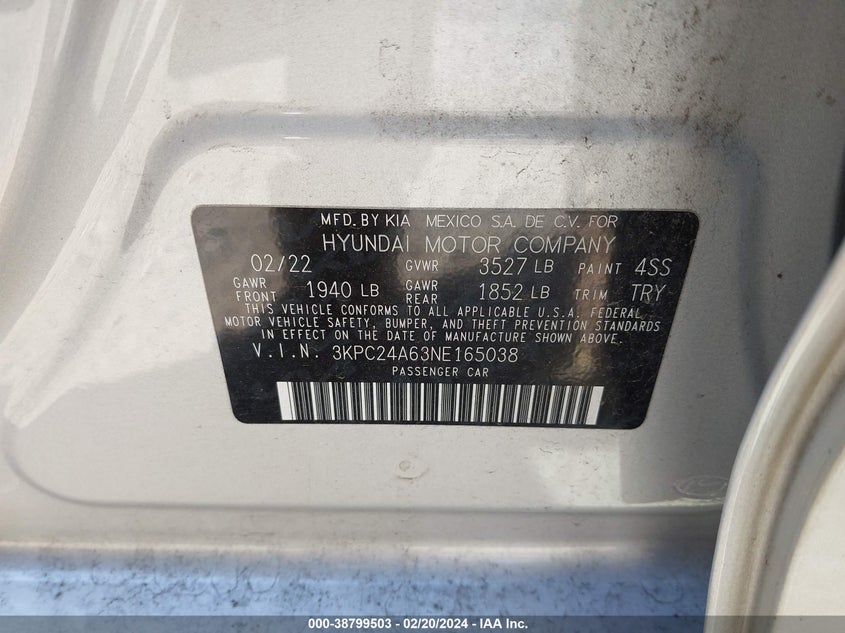 MFD. BY KIA MEXICO S.A. DE C.V. FOR
HYUNDAI MOTOR COMPANY
02/22 GVWR 3527 LB PAINT 4SS
GAWR FRONT 1940 LB GAWR REAR 1852 LB TRIM TRY
THIS VEHICLE CONFORMS TO ALL APPLICABLE U.S.A. FEDERAL
MOTOR VEHICLE SAFETY, BUMPER, AND THEFT PREVENTION STANDARDS
IN EFFECT ON THE DATE OF MANUFACTURE SHOWN ABOVE.
V.I.N. 3KPC24A63NE165038
PASSENGER CAR
000-38799503 - 02/20/2024 - IAA Inc.